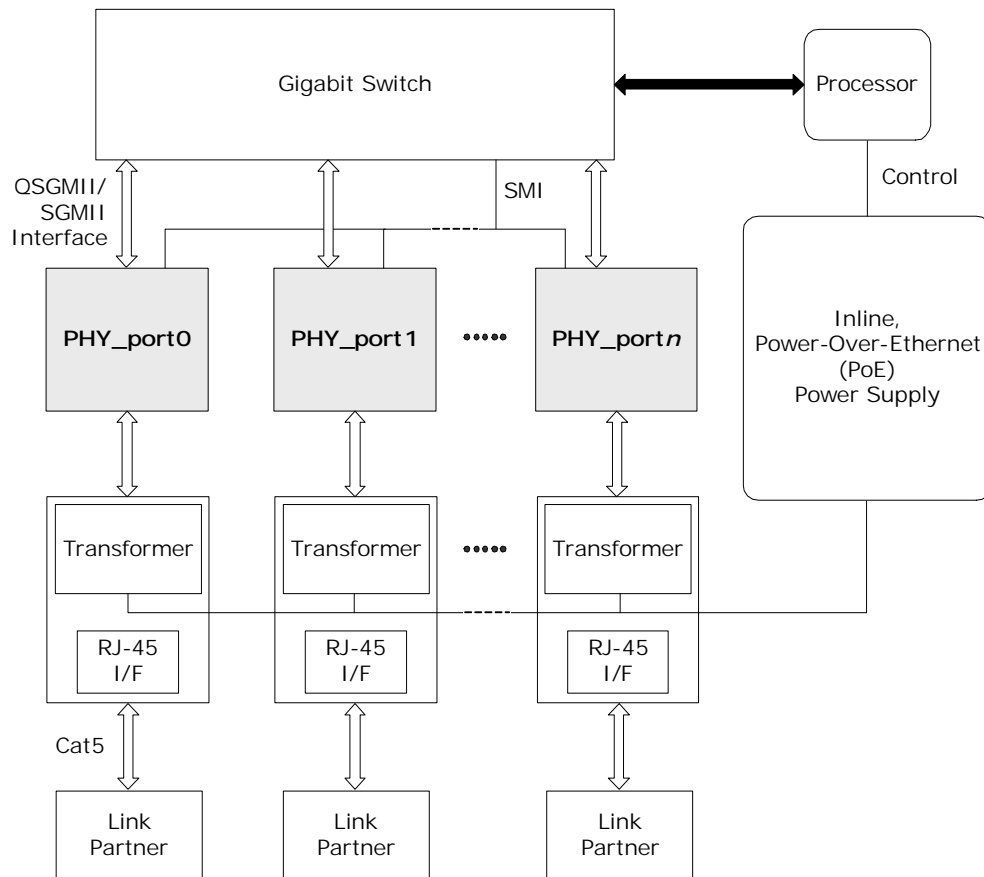 Gigabit Switch
Processor
QSGMII/
SGMII
Interface
SMI
Control
PHY_port0
PHY_port1
PHY_portn
Inline,
Power-Over-Ethernet
(PoE)
Power Supply
Transformer
Transformer
Transformer
RJ-45
I/F
RJ-45
I/F
RJ-45
I/F
Cat5
Link
Partner
Link
Partner
Link
Partner